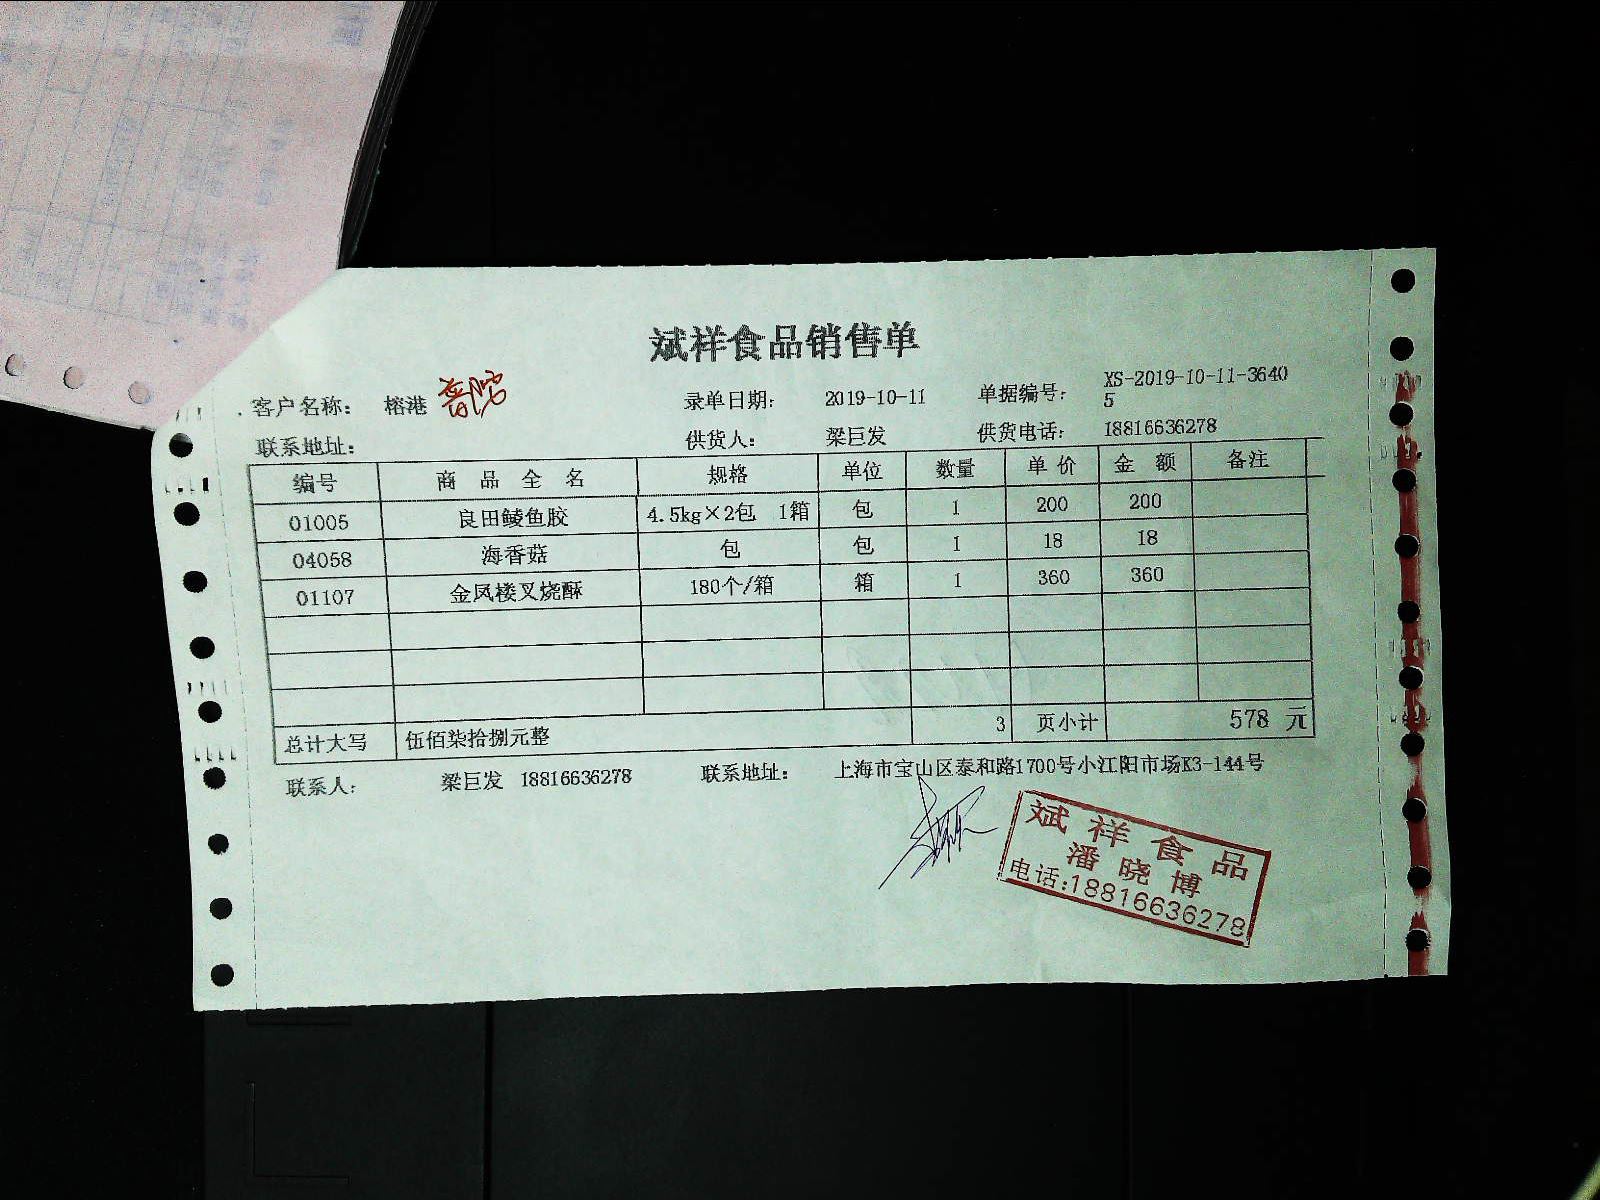 斌祥食品销售单
客户名称： 榕港 录单日期： 2019-10-11 单据编号： XS-2019-10-11-3640
5
联系地址： 供货人： 梁巨发 供货电话： 18816636278
编号 商品全名 规格 单位 数量 单价 金额 备注
01005 良田鲮鱼胶 4.5kg×2包 1箱 包 1 200 200
04058 海香菇 包 包 1 18 18
01107 金凤楼叉烧酥 180个/箱 箱 1 360 360
总计大写 伍佰柒拾捌元整 3 页小计 578 元
联系人： 梁巨发 18816636278 联系地址： 上海市宝山区泰和路1700号小江阳市场K3-144号
斌祥食品
潘晓博
电话:18816636278